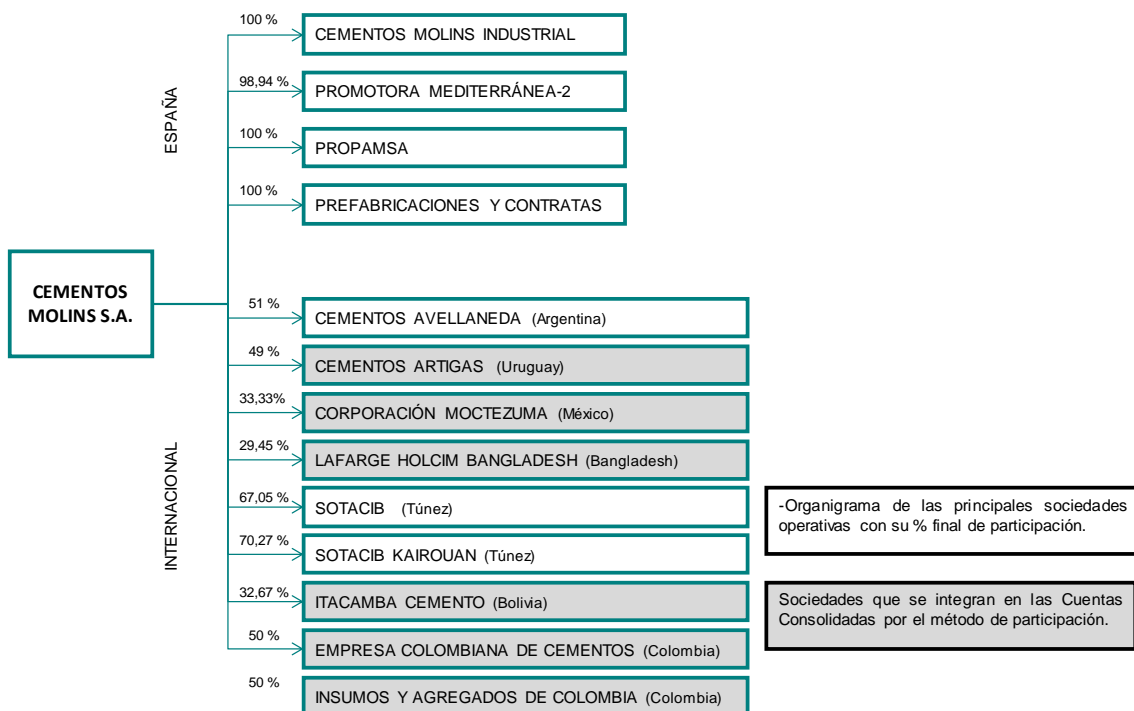 100 %
CEMENTOS MOLINS INDUSTRIAL
98,94 %
PROMOTORA MEDITERRÁNEA-2
ESPAÑA
100 %
PROPAMSA
100 %
PREFABRICACIONES Y CONTRATAS
CEMENTOS
MOLINS S.A.
51 %
CEMENTOS AVELLANEDA (Argentina)
49 %
CEMENTOS ARTIGAS (Uruguay)
33,33%
CORPORACIÓN MOCTEZUMA (México)
29,45 %
LAFARGE HOLCIM BANGLADESH (Bangladesh)
INTERNACIONAL
67,05 %
SOTACIB (Túnez)
70,27 %
SOTACIB KAIROUAN (Túnez)
32,67 %
ITACAMBA CEMENTO (Bolivia)
50 %
EMPRESA COLOMBIANA DE CEMENTOS (Colombia)
50 %
INSUMOS Y AGREGADOS DE COLOMBIA (Colombia)
-Organigrama de las principales sociedades
operativas con su % final de participación.
Sociedades que se integran en las Cuentas
Consolidadas por el método de participación.